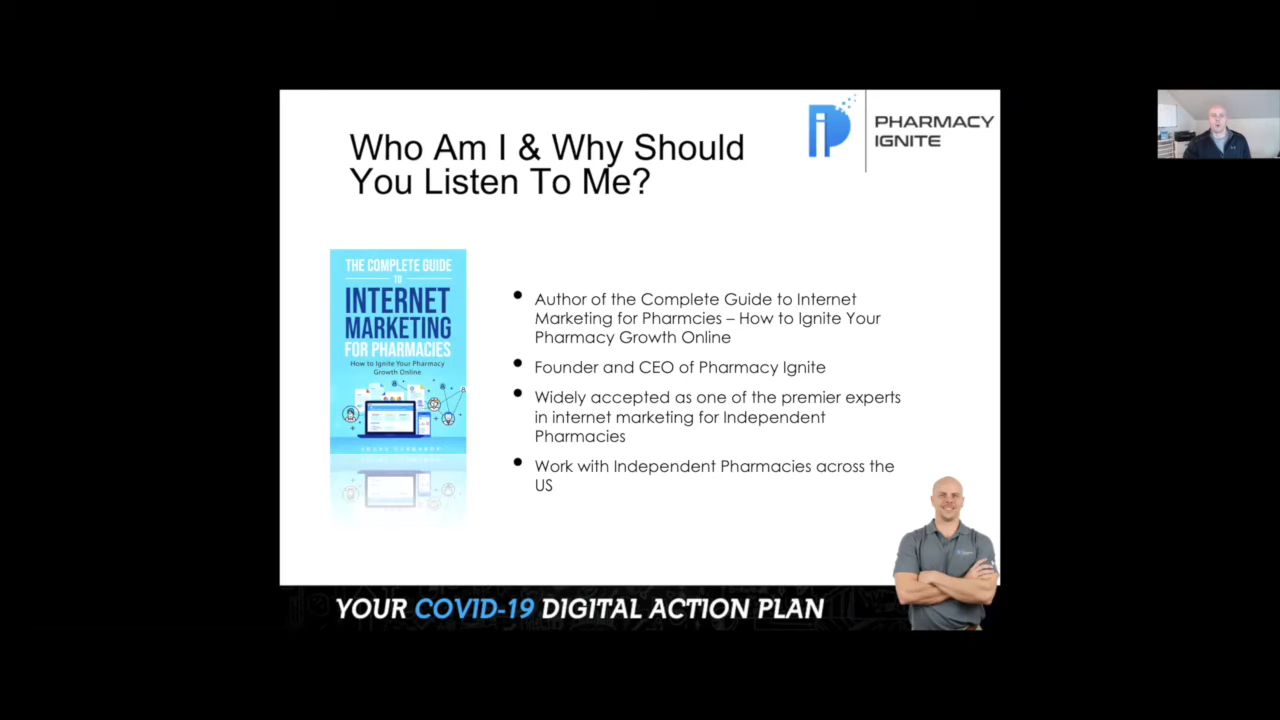 Who Am I & Why Should
You Listen To Me?
PHARMACY
IGNITE
THE COMPLETE GUIDE
TO
INTERNET
MARKETING
FOR PHARMACIES
How to Ignite Your Pharmacy
Growth Online
• Author of the Complete Guide to Internet
Marketing for Pharmcies – How to Ignite Your
Pharmacy Growth Online
• Founder and CEO of Pharmacy Ignite
• Widely accepted as one of the premier experts
in internet marketing for Independent
Pharmacies
• Work with Independent Pharmacies across the
US
YOUR COVID-19 DIGITAL ACTION PLAN